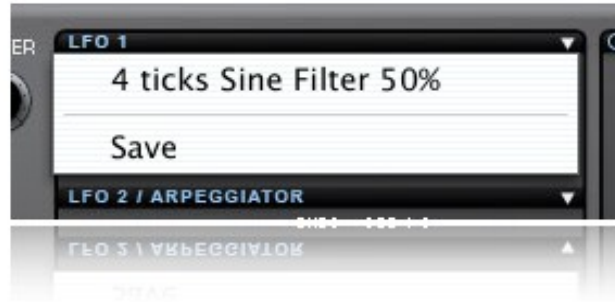 ER LFO 1
4 ticks Sine Filter 50%
Save
LFO 2 / ARPEGGIATOR